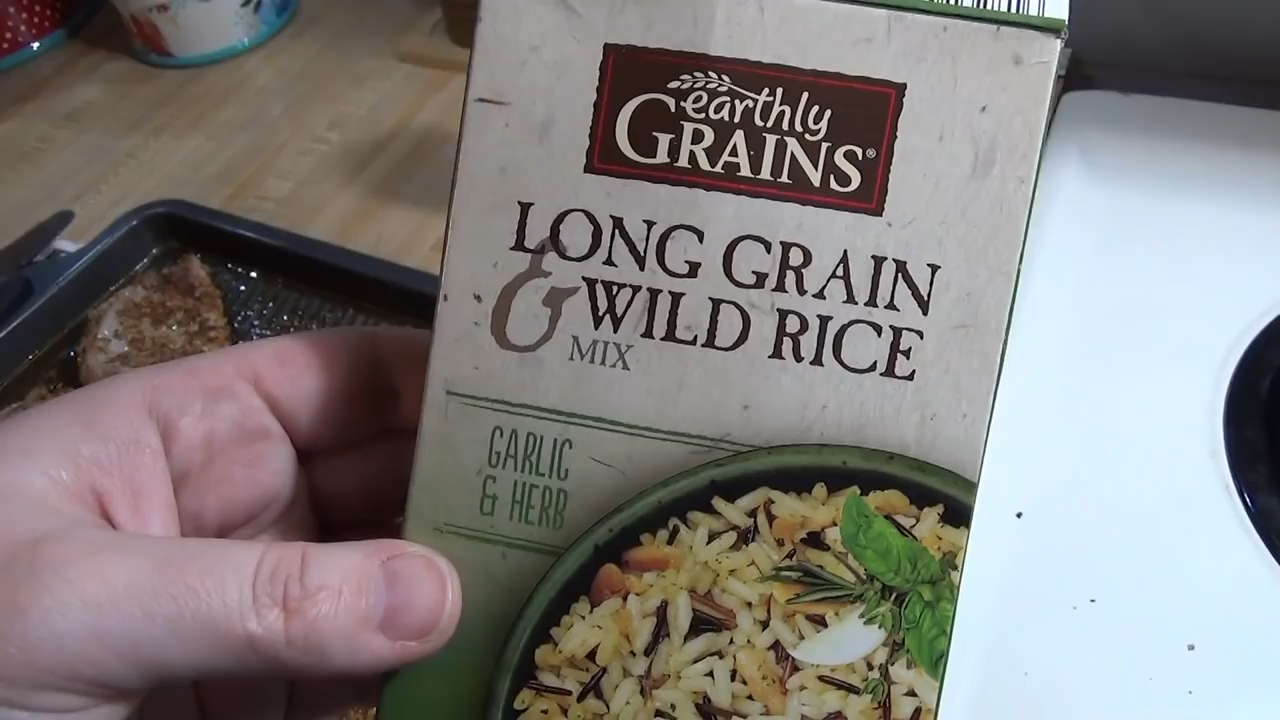 earthly
GRAINS®
LONG GRAIN
& WILD RICE
MIX
GARLIC
& HERB